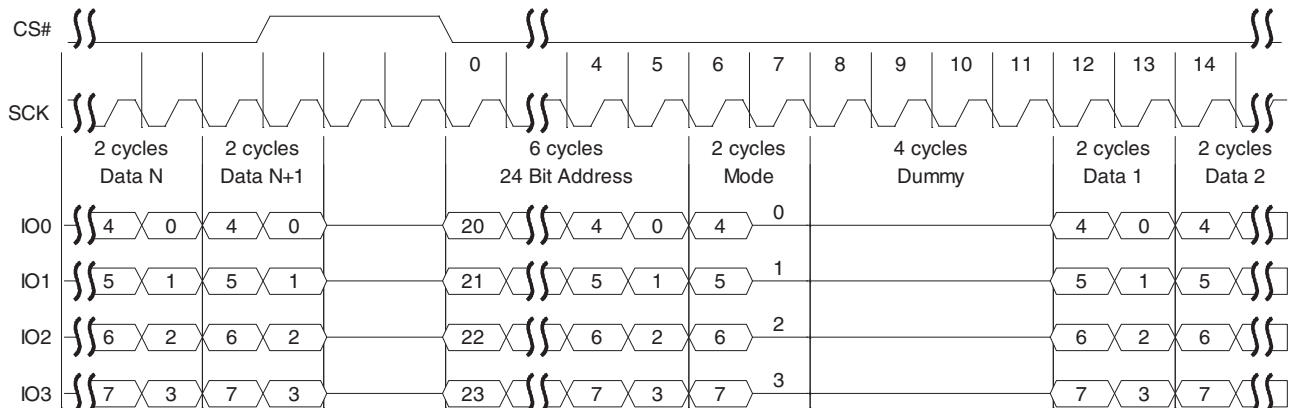 CS#
0 4 5 6 7 8 9 10 11 12 13 14
SCK
2 cycles 2 cycles 6 cycles 2 cycles 4 cycles 2 cycles 2 cycles
Data N Data N+1 24 Bit Address Mode Dummy Data 1 Data 2
IO0 4 0 4 0 20 4 0 4 0 4 0 4
IO1 5 1 5 1 21 5 1 5 1 5 1 5
IO2 6 2 6 2 22 6 2 6 2 6 2 6
IO3 7 3 7 3 23 7 3 7 3 7 3 7